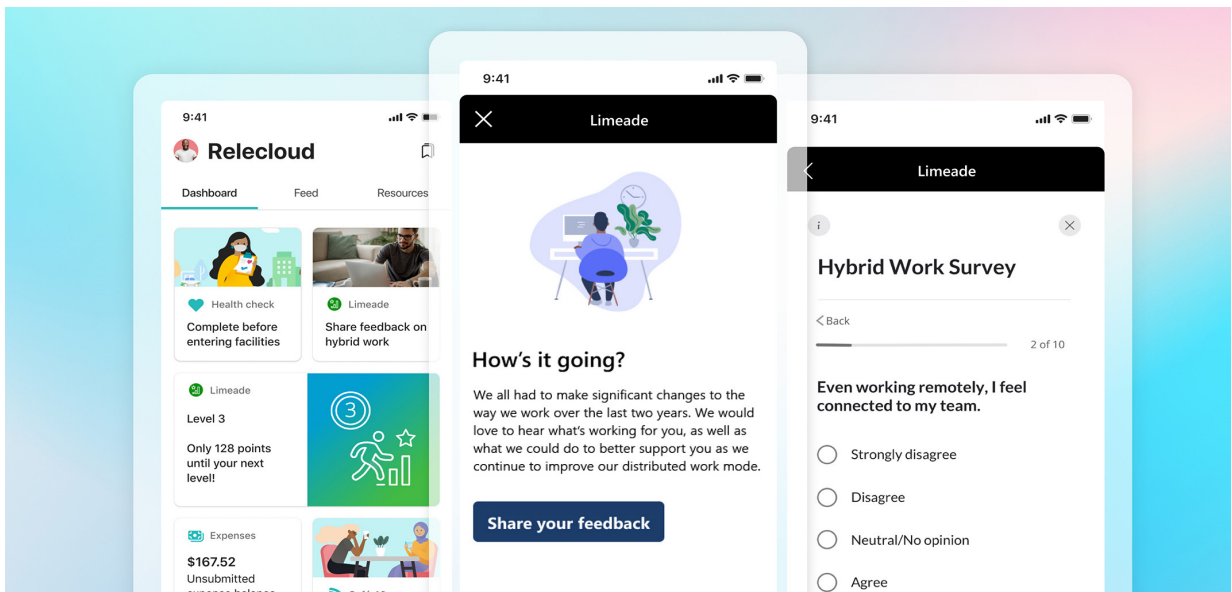 9:41
Relecloud
Dashboard
Feed
Resources
Health check
Complete before
entering facilities
Limeade
Share feedback on
hybrid work
Limeade
Level 3
Only 128 points
until your next
level!
3
Expenses
$167.52
Unsubmitted
9:41
Limeade
How's it going?
We all had to make significant changes to the
way we work over the last two years. We would
love to hear what's working for you, as well as
what we could do to better support you as we
continue to improve our distributed work mode.
Share your feedback
9:41
Limeade
i
Hybrid Work Survey
Back
2 of 10
Even working remotely, I feel
connected to my team.
Strongly disagree
Disagree
Neutral/No opinion
Agree